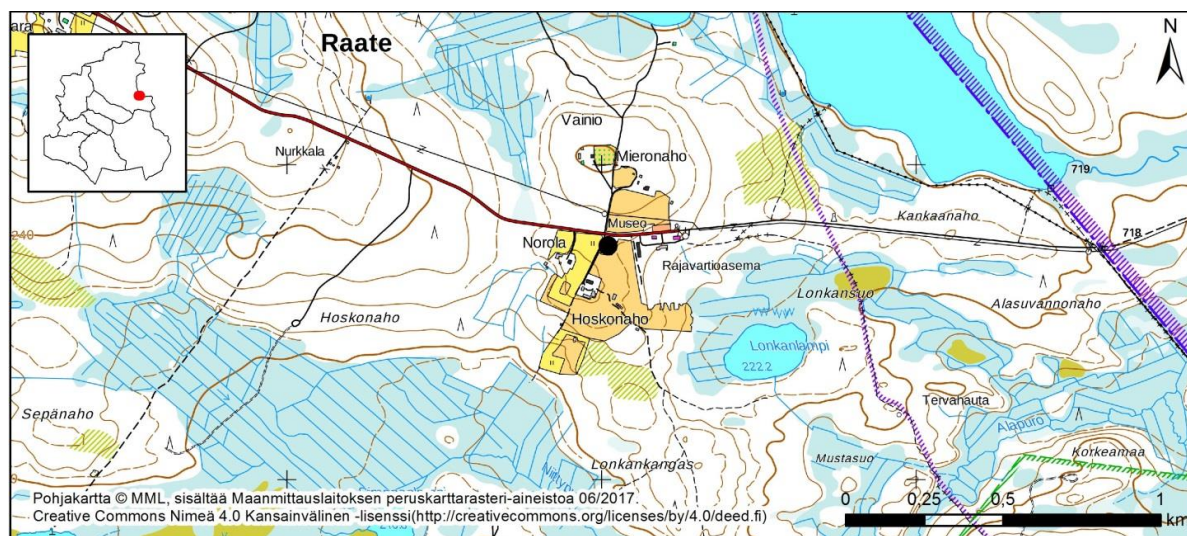 ara
Raate
N
Vainio
Mieronaho
Nurkkala
719
Museo
Kankaanaho
240
Norola
718
Rajavartioasema
Lonkansuo
Alasuvannonaho
Hoskonaho
Hoskonaho
Lonkanlampi
222.2
Tervahauta
Sepänaho
Alapuro
Korkeamaa
Mustasuo
Lonkankangas
Pohjakartta © MML, sisältää Maanmittauslaitoksen peruskarttarasteri-aineistoa 06/2017.
Creative Commons Nimeä 4.0 Kansainvälinen -lisenssi(http://creativecommons.org/licenses/by/4.0/deed.fi)
0 0,25 0,5 1
km